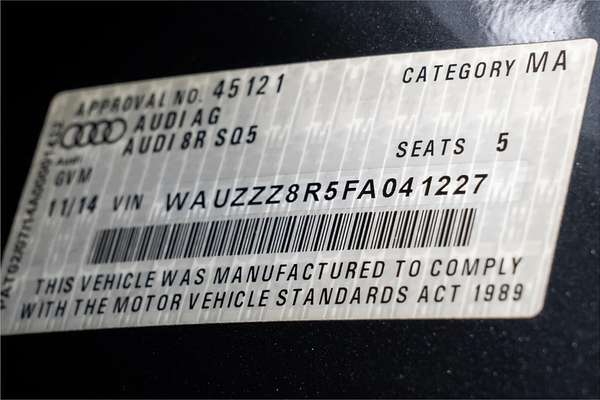 APPROVAL NO. 45121
CATEGORY MA
AUDI AG
AUDI 8R SQ5
SEATS 5
Audi
GVM
11/14 VIN WAUZZZ8R5FA041227
THIS VEHICLE WAS MANUFACTURED TO COMPLY
WITH THE MOTOR VEHICLE STANDARDS ACT 1989